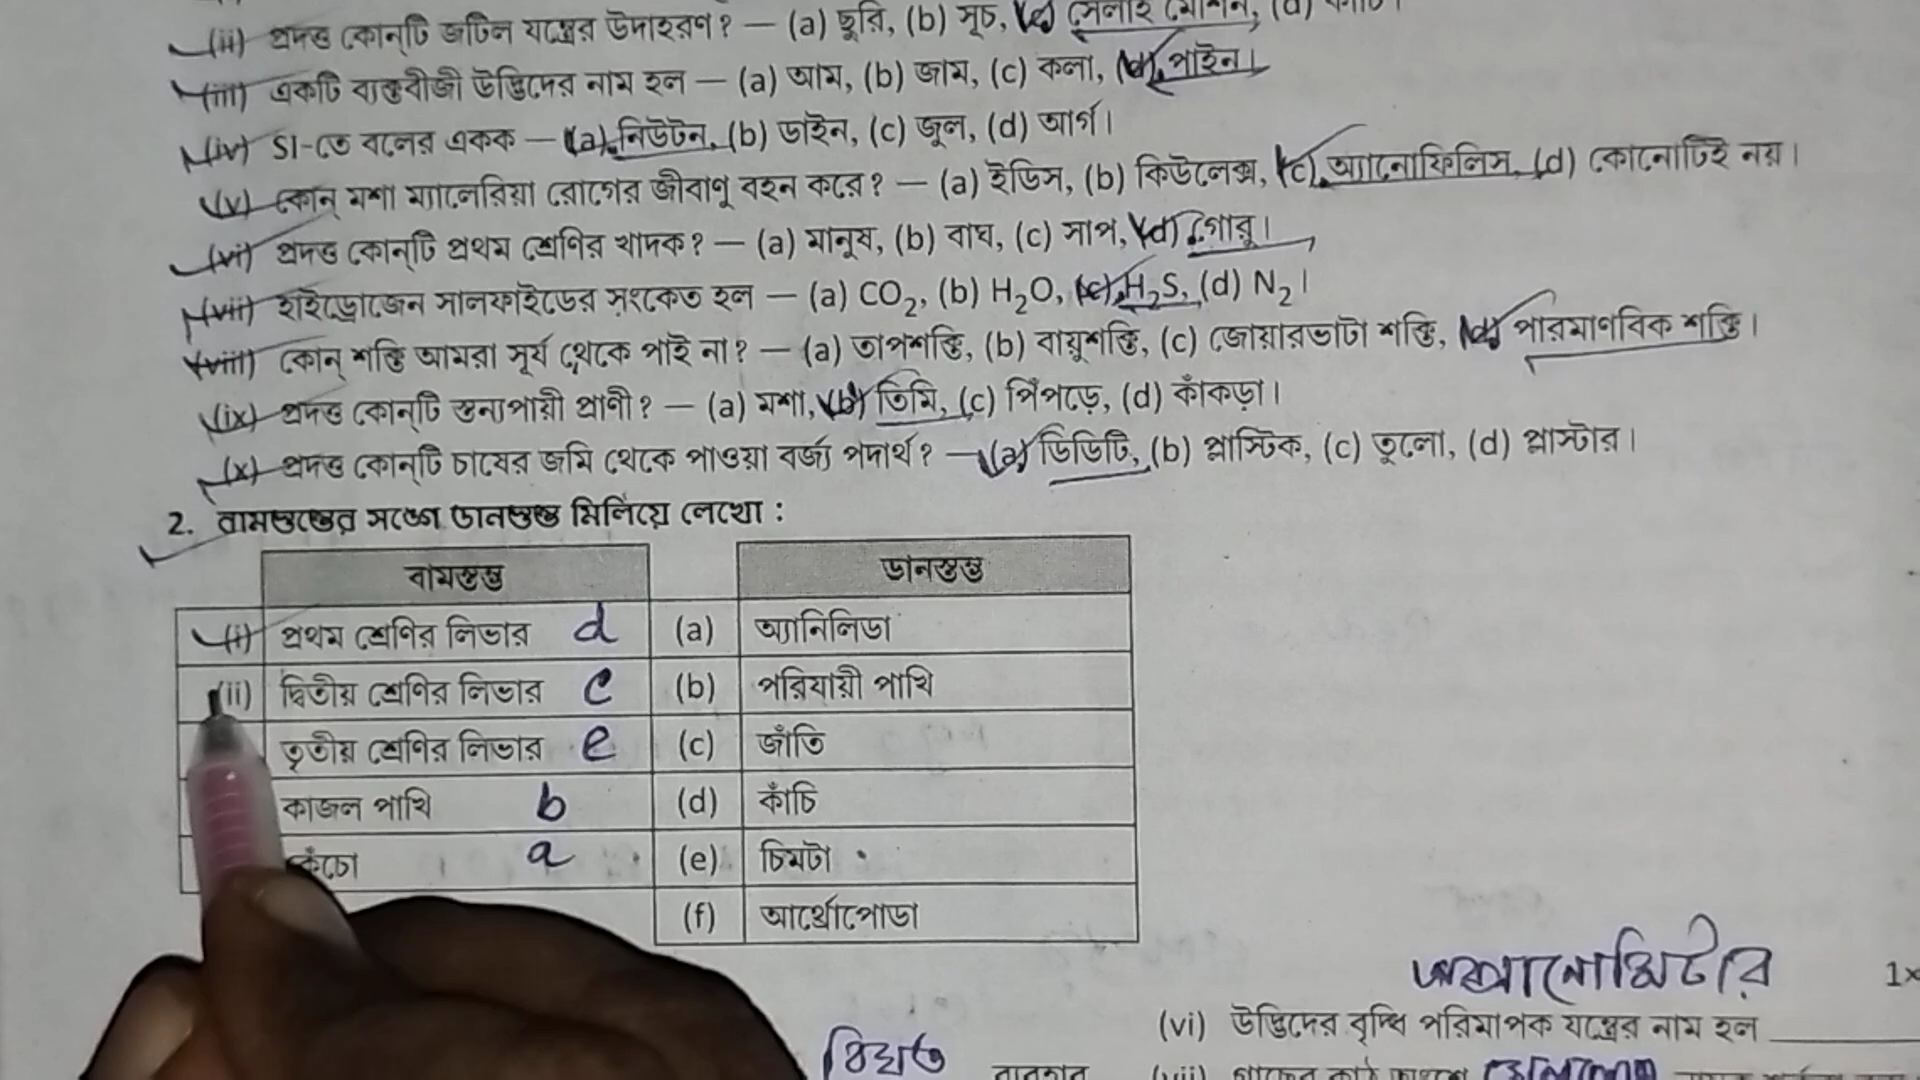 (ii) প্রদত্ত কোন্‌টি জটিল যন্ত্রের উদাহরণ? — (a) ছুরি, (b) সূচ, (c) সেলাই মেশিন, (d)
(iii) একটি ব্যক্তবীজী উদ্ভিদের নাম হল — (a) আম, (b) জাম, (c) কলা, (d) পাইন।
(iv) SI-তে বলের একক — (a) নিউটন, (b) ডাইন, (c) জুল, (d) আর্গ।
(v) কোন্ মশা ম্যালেরিয়া রোগের জীবাণু বহন করে? — (a) ইডিস, (b) কিউলেক্স, (c) অ্যানোফিলিস, (d) কোনোটিই নয়।
(vi) প্রদত্ত কোন্‌টি প্রথম শ্রেণির খাদক? — (a) মানুষ, (b) বাঘ, (c) সাপ, (d) গোরু।
(vii) হাইড্রোজেন সালফাইডের সংকেত হল — (a) CO₂, (b) H₂O, (c) H₂S, (d) N₂।
(viii) কোন্ শক্তি আমরা সূর্য থেকে পাই না? — (a) তাপশক্তি, (b) বায়ুশক্তি, (c) জোয়ারভাটা শক্তি, (d) পারমাণবিক শক্তি।
(ix) প্রদত্ত কোন্‌টি স্তন্যপায়ী প্রাণী? — (a) মশা, (b) তিমি, (c) পিঁপড়ে, (d) কাঁকড়া।
(x) প্রদত্ত কোন্‌টি চাষের জমি থেকে পাওয়া বর্জ্য পদার্থ? — (a) ডিডিটি, (b) প্লাস্টিক, (c) তুলো, (d) প্লাস্টার।
2. বামস্তম্ভের সঙ্গে ডানস্তম্ভ মিলিয়ে লেখো :
বামস্তম্ভ ডানস্তম্ভ
(i) প্রথম শ্রেণির লিভার d (a) অ্যানিলিডা
(ii) দ্বিতীয় শ্রেণির লিভার c (b) পরিযায়ী পাখি
তৃতীয় শ্রেণির লিভার e (c) জাঁতি
কাজল পাখি b (d) কাঁচি
কেঁচো a (e) চিমটা
(f) আর্থ্রোপোডা
1×
(vi) উদ্ভিদের বৃদ্ধি পরিমাপক যন্ত্রের নাম হল